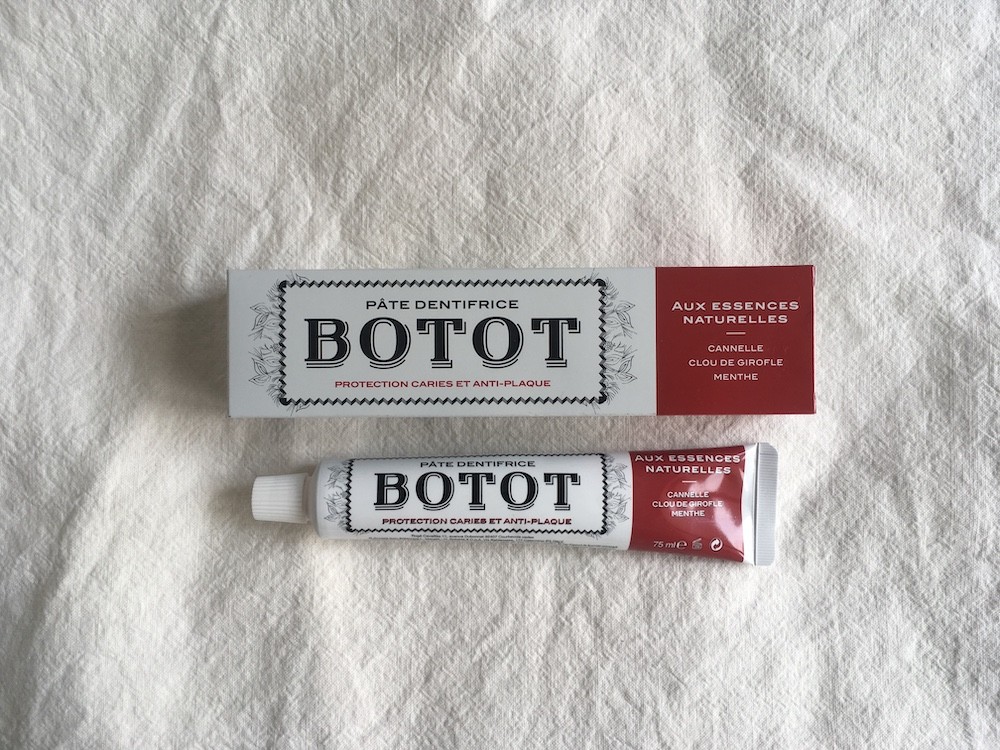 PÂTE DENTIFRICE
BOTOT
PROTECTION CARIES ET ANTI-PLAQUE
AUX ESSENCES
NATURELLES
CANNELLE
CLOU DE GIROFLE
MENTHE
PÂTE DENTIFRICE
BOTOT
PROTECTION CARIES ET ANTI-PLAQUE
AUX ESSENCES
NATURELLES
CANNELLE
CLOU DE GIROFLE
MENTHE
75 ml e